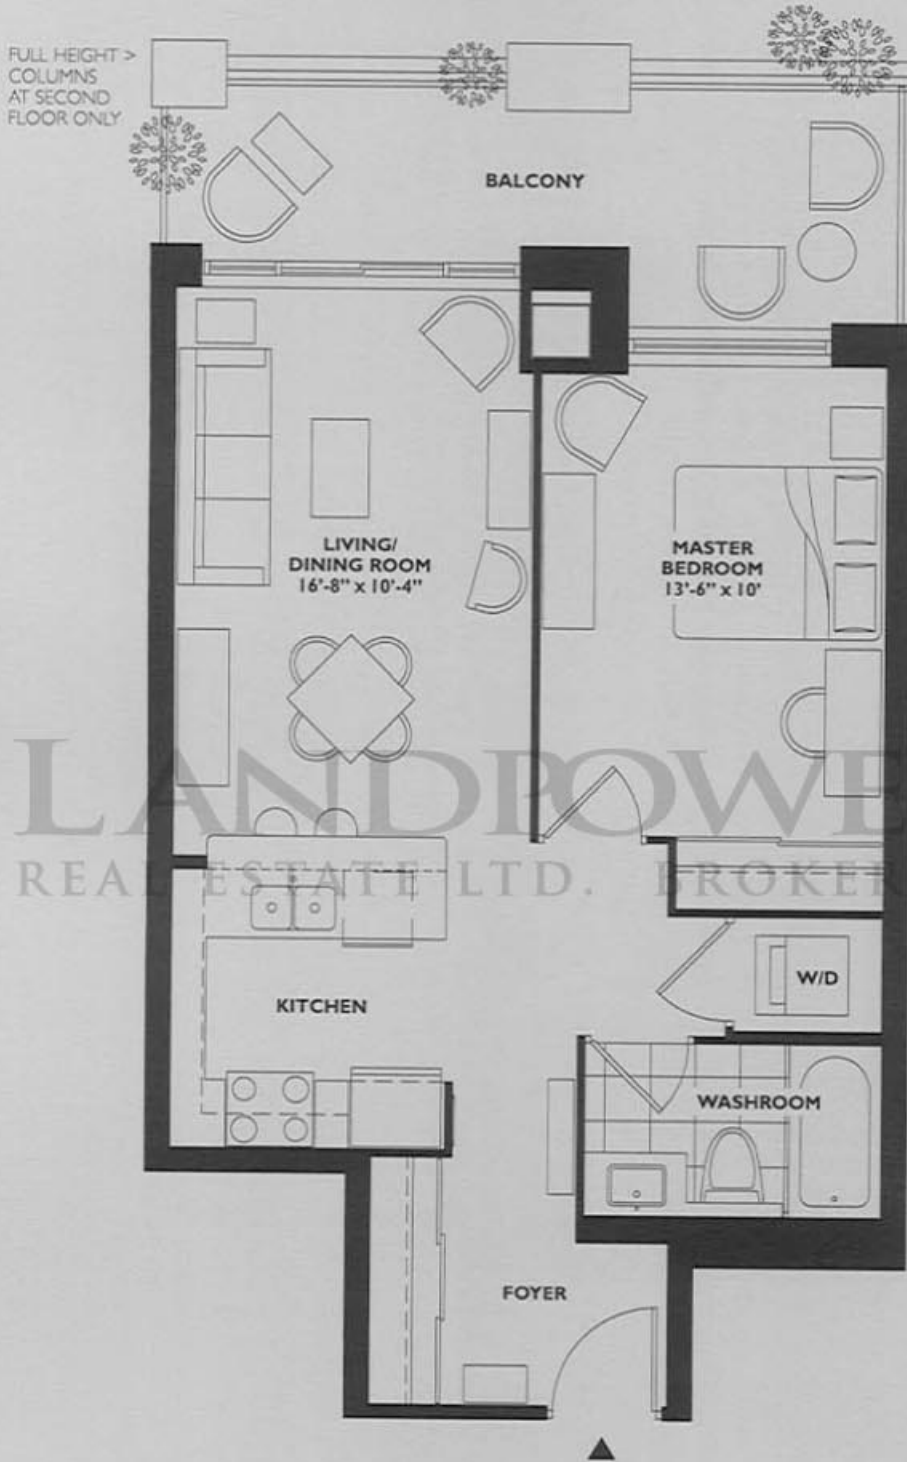 FULL HEIGHT >
COLUMNS
AT SECOND
FLOOR ONLY
BALCONY
LIVING/
DINING ROOM
16'-8" x 10'-4"
MASTER
BEDROOM
13'-6" x 10'
LANDPOWE
REAL ESTATE LTD. BROKER
KITCHEN
W/D
WASHROOM
FOYER